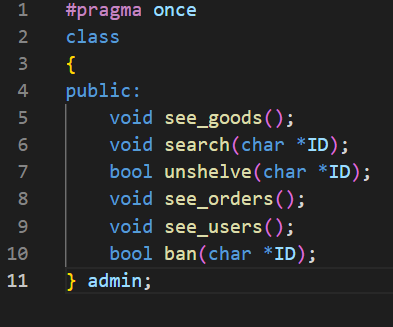 1 #pragma once
2 class
3 {
4 public:
5     void see_goods();
6     void search(char *ID);
7     bool unshelve(char *ID);
8     void see_orders();
9     void see_users();
10     bool ban(char *ID);
11 } admin;